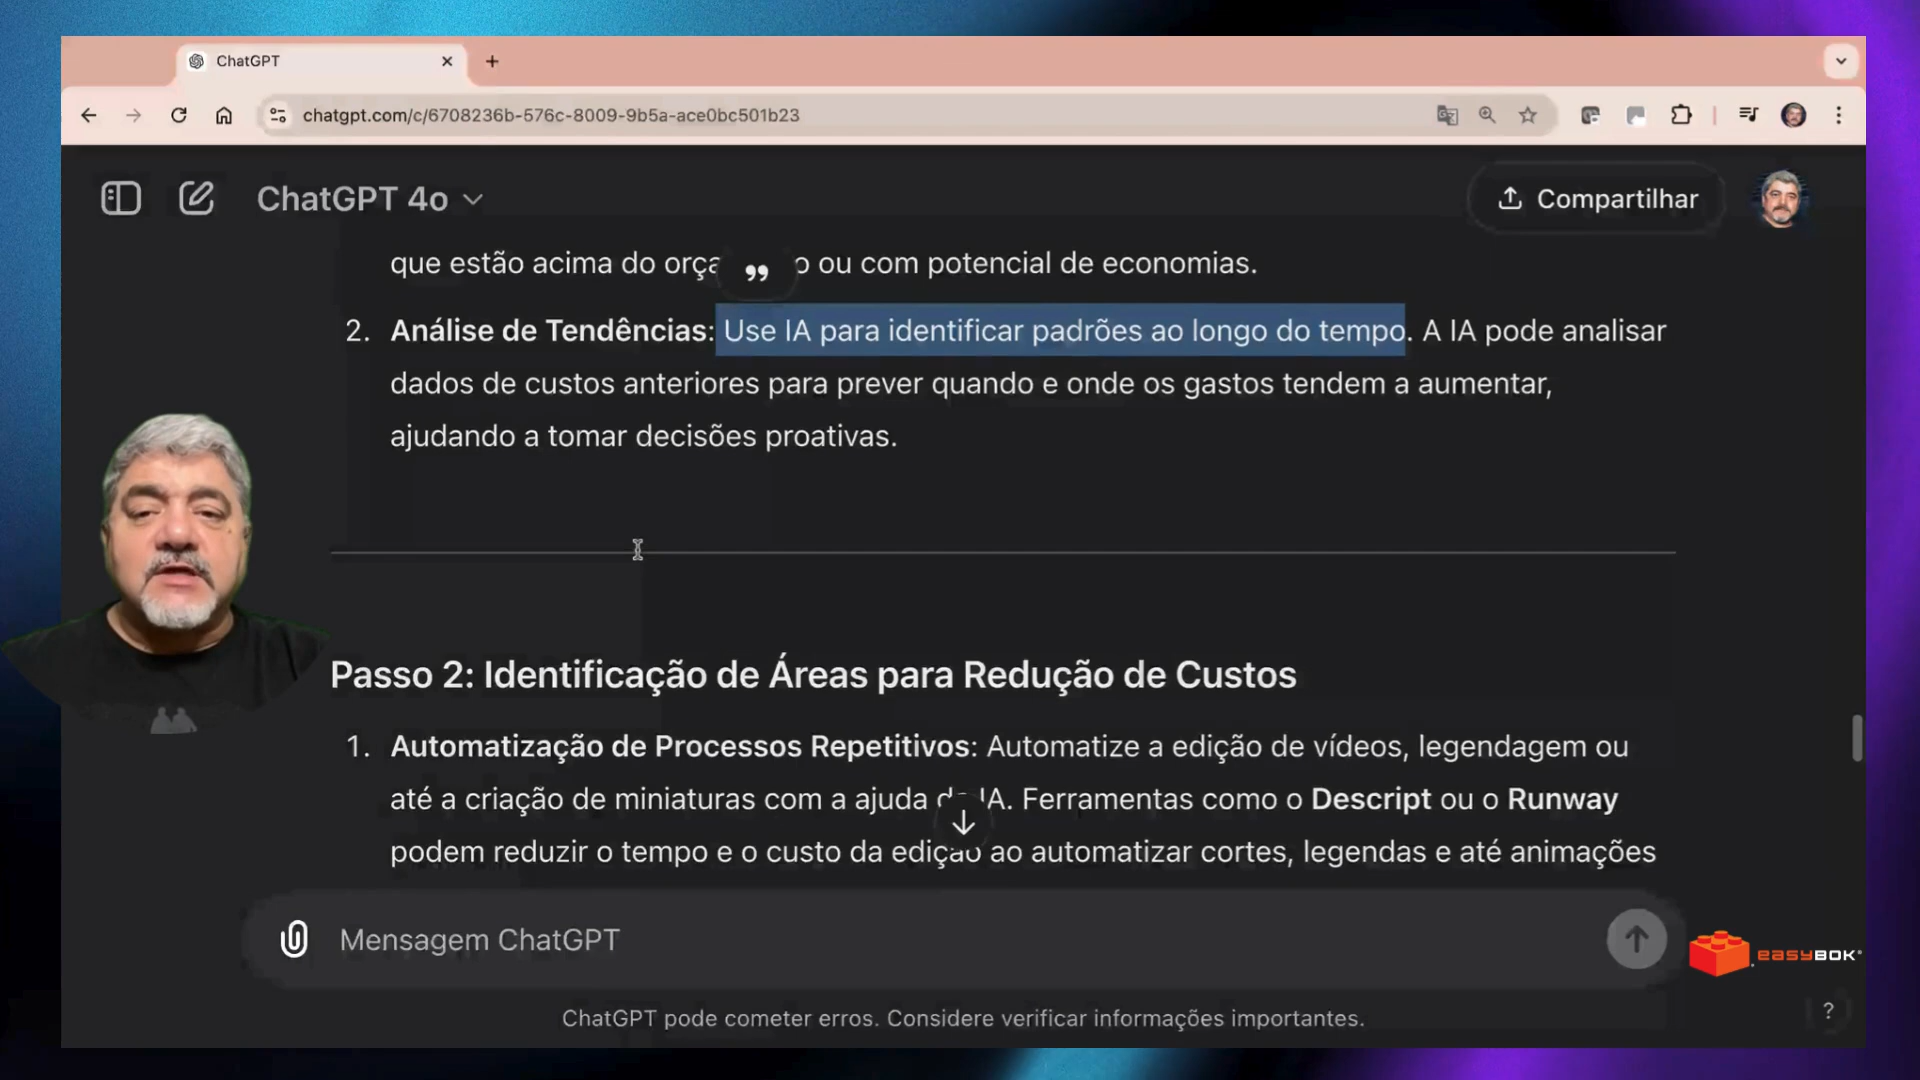 ChatGPT
chatgpt.com/c/6708236b-576c-8009-9b5a-ace0bc501b23
ChatGPT 4o
Compartilhar
que estão acima do orça o ou com potencial de economias.
2. Análise de Tendências: Use IA para identificar padrões ao longo do tempo. A IA pode analisar
dados de custos anteriores para prever quando e onde os gastos tendem a aumentar,
ajudando a tomar decisões proativas.
Passo 2: Identificação de Áreas para Redução de Custos
1. Automatização de Processos Repetitivos: Automatize a edição de vídeos, legendagem ou
até a criação de miniaturas com a ajuda da IA. Ferramentas como o Descript ou o Runway
podem reduzir o tempo e o custo da edição ao automatizar cortes, legendas e até animações
Mensagem ChatGPT
easyBOK
ChatGPT pode cometer erros. Considere verificar informações importantes.
?